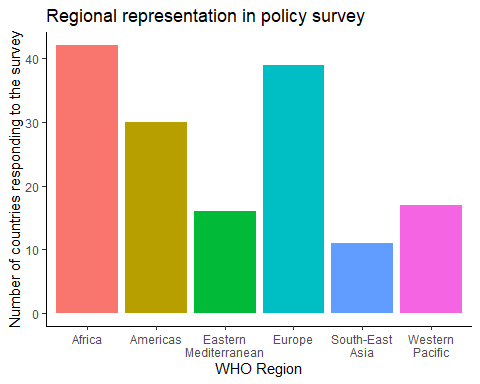 Regional representation in policy survey
Number of countries responding to the survey
40
30
20
10
0
Africa
Americas
Eastern
Mediterranean
Europe
South-East
Asia
Western
Pacific
WHO Region